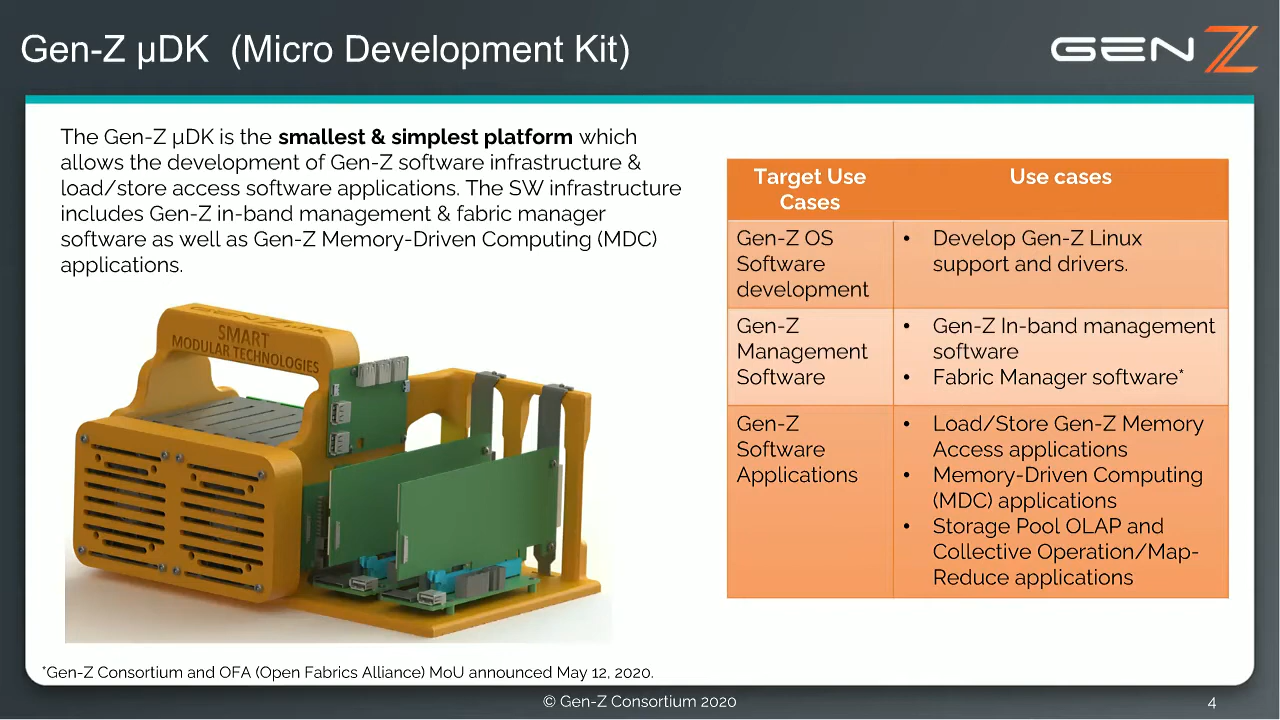 Gen-Z µDK (Micro Development Kit)
GEN Z
The Gen-Z µDK is the smallest & simplest platform which
allows the development of Gen-Z software infrastructure &
load/store access software applications. The SW infrastructure
includes Gen-Z in-band management & fabric manager
software as well as Gen-Z Memory-Driven Computing (MDC)
applications.
GEN-Z µDK
SMART
MODULAR TECHNOLOGIES
Target Use
Cases
Use cases
Gen-Z OS
Software
development
• Develop Gen-Z Linux
support and drivers.
Gen-Z
Management
Software
• Gen-Z In-band management
software
• Fabric Manager software*
Gen-Z
Software
Applications
• Load/Store Gen-Z Memory
Access applications
• Memory-Driven Computing
(MDC) applications
• Storage Pool OLAP and
Collective Operation/Map-
Reduce applications
*Gen-Z Consortium and OFA (Open Fabrics Alliance) MoU announced May 12, 2020.
© Gen-Z Consortium 2020
4